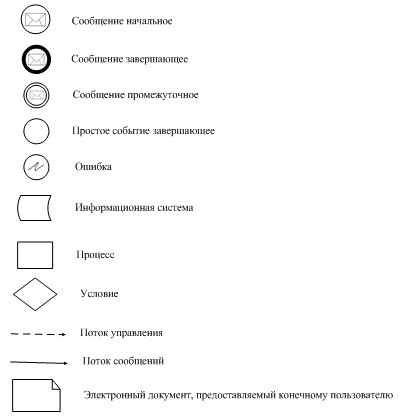 Сообщение начальное
Сообщение завершающее
Сообщение промежуточное
Простое событие завершающее
Ошибка
Информационная система
Процесс
Условие
Поток управления
Поток сообщений
Электронный документ, предоставляемый конечному пользователю